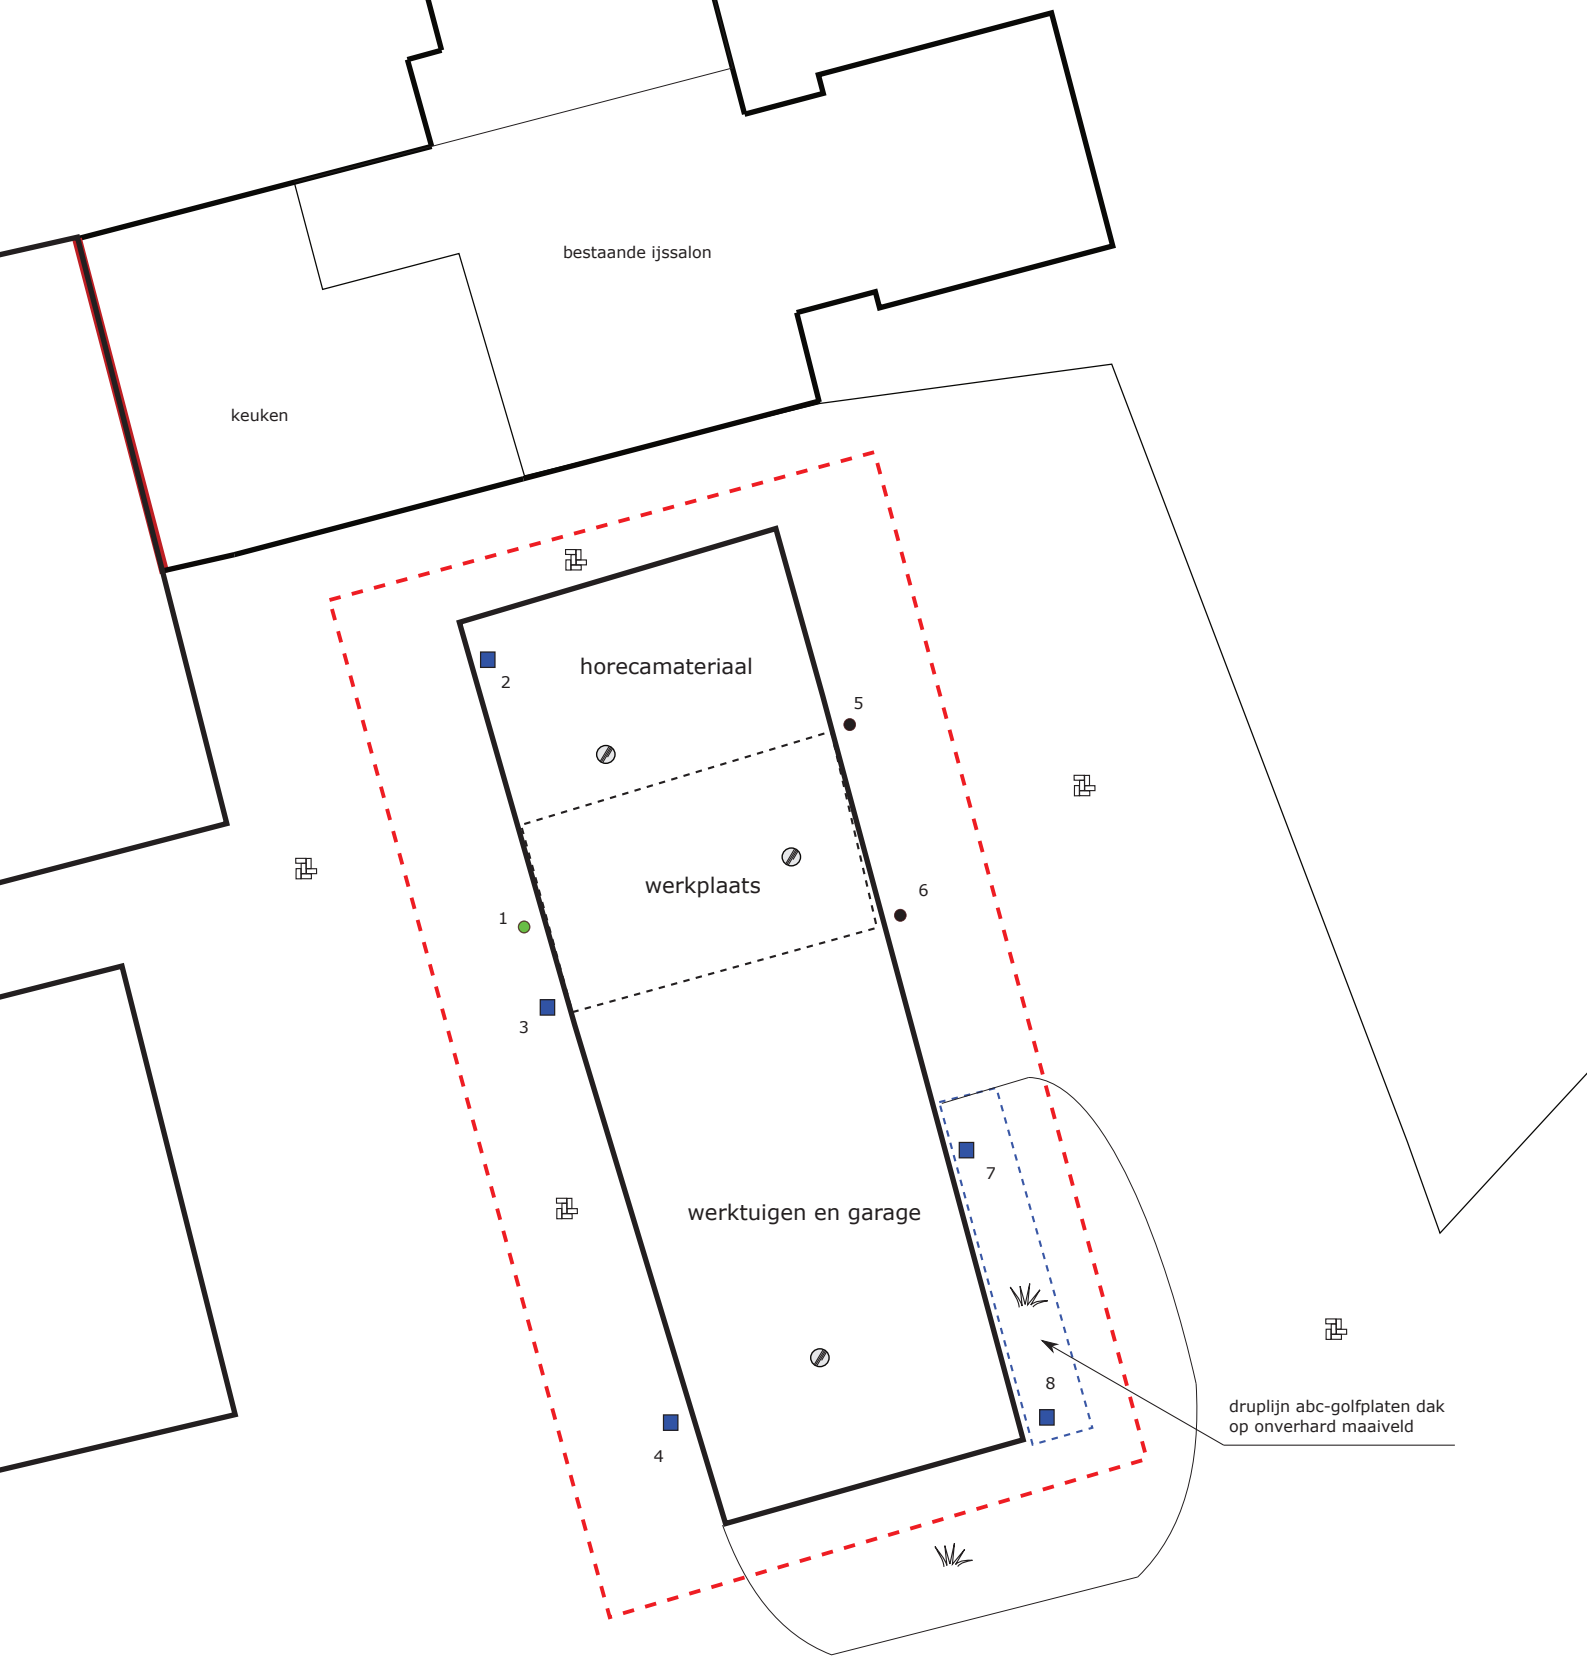 bestaande ijssalon
keuken
horecamateriaal
2
5
werkplaats
6
1
3
7
werktuigen en garage
8
druplijn abc-golfplaten dak
op onverhard maaiveld
4